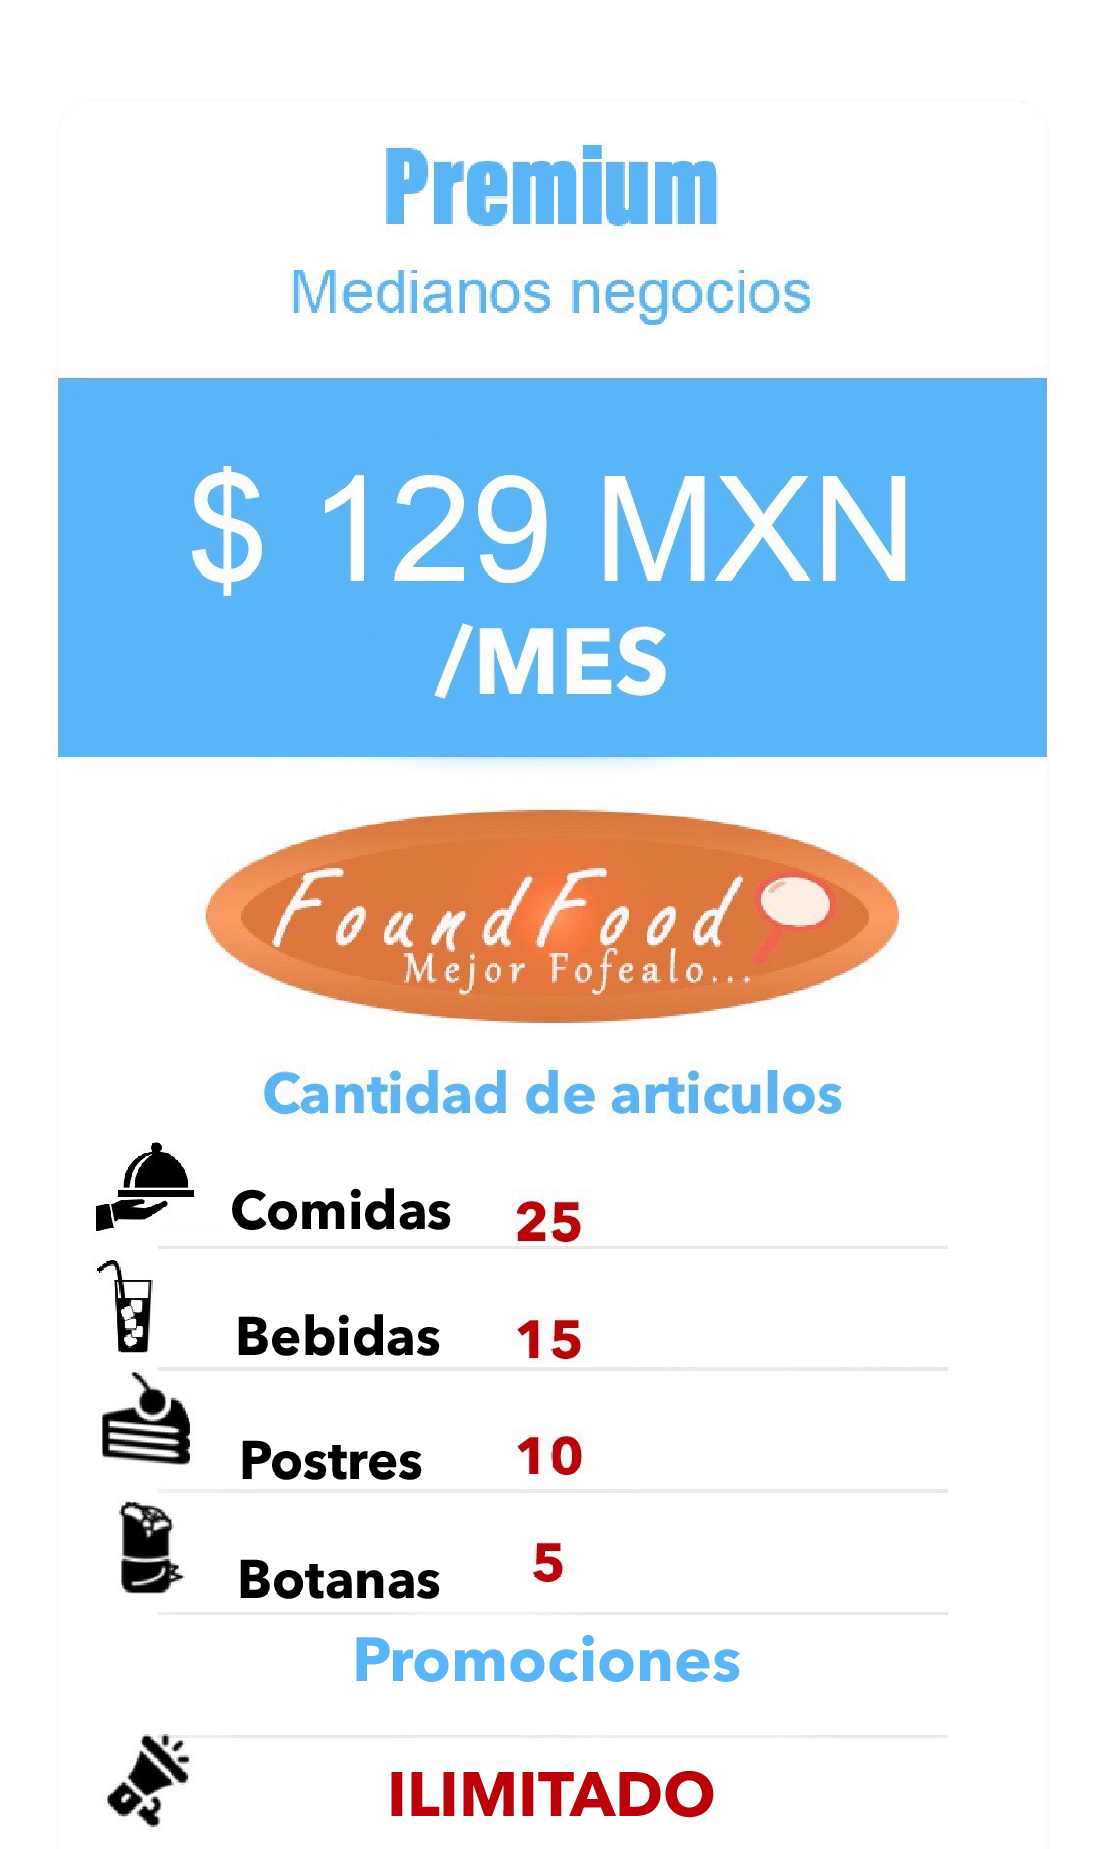 Premium
Medianos negocios
$ 129 MXN
/MES
FoundFood
Mejor Fofealo...
Cantidad de articulos
Comidas 25
Bebidas 15
Postres 10
Botanas 5
Promociones
ILIMITADO